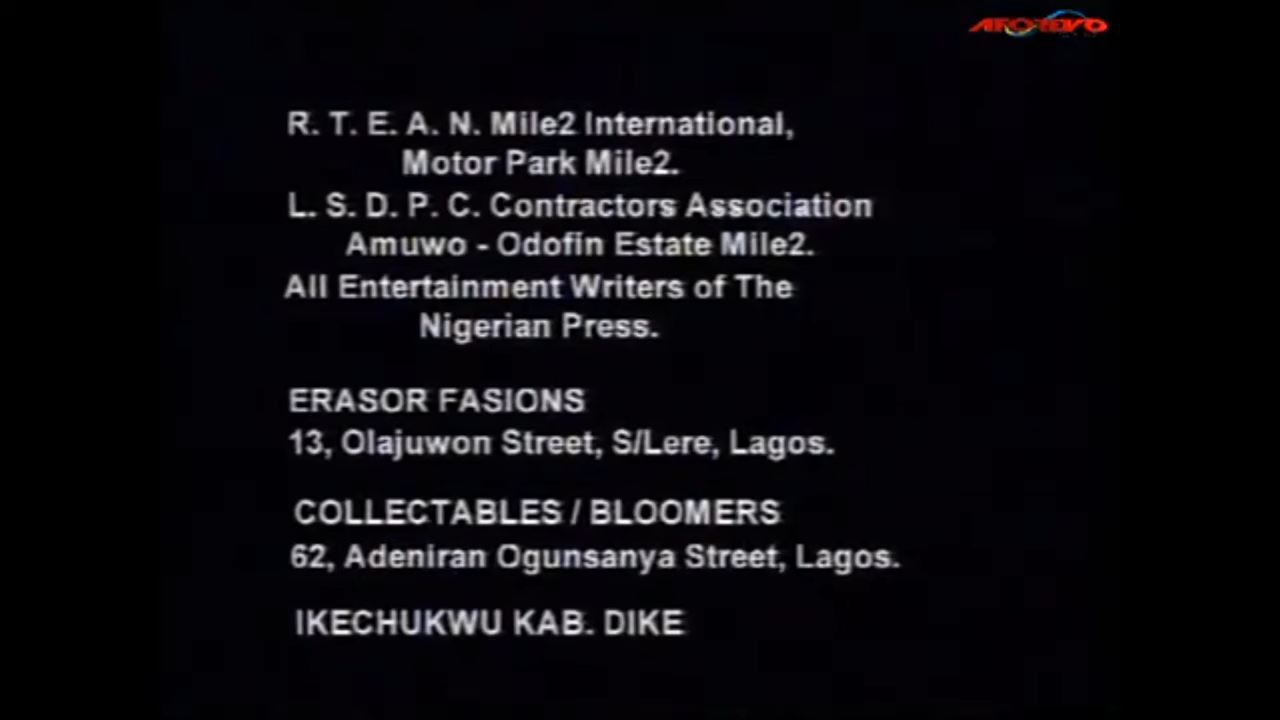 R. T. E. A. N. Mile2 International,
Motor Park Mile2.
L. S. D. P. C. Contractors Association
Amuwo - Odofin Estate Mile2.
All Entertainment Writers of The
Nigerian Press.
ERASOR FASIONS
13, Olajuwon Street, S/Lere, Lagos.
COLLECTABLES / BLOOMERS
62, Adeniran Ogunsanya Street, Lagos.
IKECHUKWU KAB. DIKE